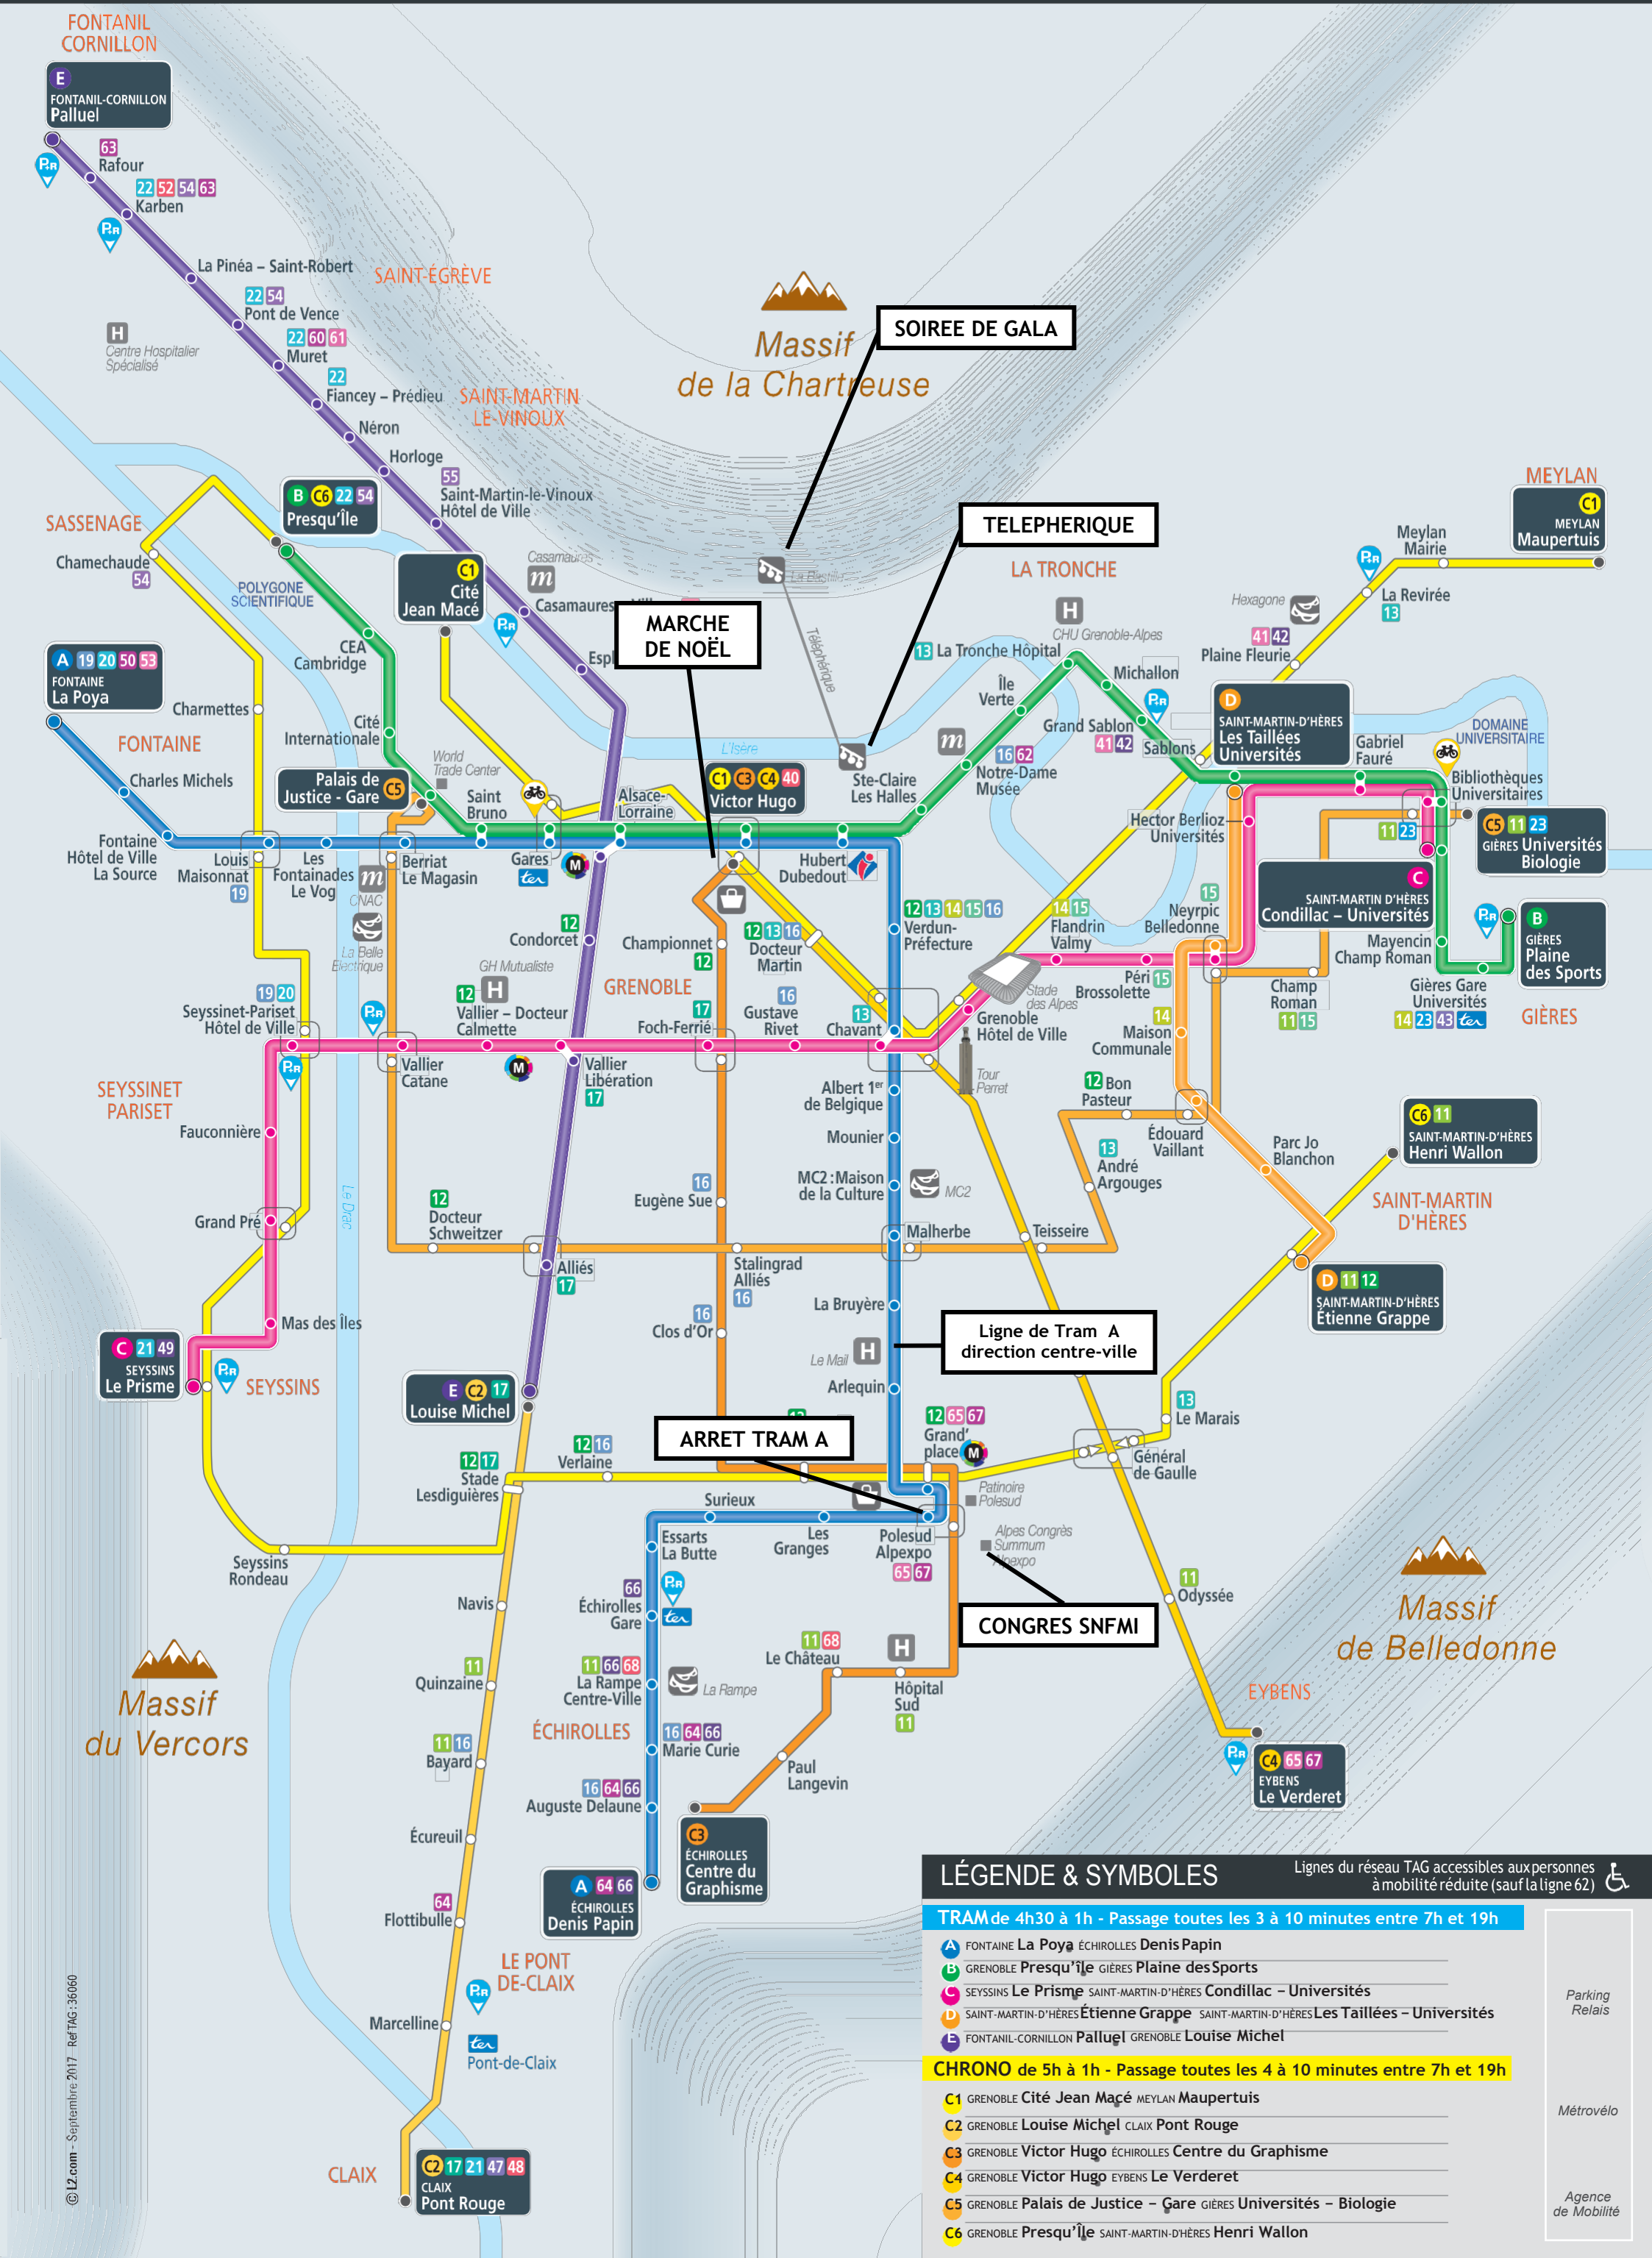 FONTANIL
CORNILLON
E
FONTANIL-CORNILLON
Palluel
P+R
63
Rafour
22 52 54 63
Karben
P+R
La Pinéa – Saint-Robert
SAINT-ÉGRÈVE
22 54
Pont de Vence
H
Centre Hospitalier
Spécialisé
22 60 61
Muret
22
Fiancey – Prédieu
SAINT-MARTIN
LE-VINOUX
Néron
Horloge
55
Saint-Martin-le-Vinoux
Hôtel de Ville
Massif
de la Chartreuse
SOIREE DE GALA
TELEPHERIQUE
LA TRONCHE
MEYLAN
C1
MEYLAN
Maupertuis
Meylan
Mairie
P+R
La Revirée
13
Hexagone
41 42
Plaine Fleurie
SASSENAGE
Chamechaude
54
B C6 22 54
Presqu'Île
POLYGONE
SCIENTIFIQUE
C1
Cité
Jean Macé
Casamaures
m
Casamaures
P+R
Espl
MARCHE
DE NOËL
La Bastille
Téléphérique
H
CHU Grenoble-Alpes
13 La Tronche Hôpital
Michallon
P+R
Île
Verte
Grand Sablon
41 42
Sablons
m
16 62
Notre-Dame
Musée
Ste-Claire
Les Halles
L'Isère
D
SAINT-MARTIN-D'HÈRES
Les Taillées
Universités
Gabriel
Fauré
DOMAINE
UNIVERSITAIRE
Bibliothèques
Universitaires
Hector Berlioz
Universités
11 23
C5 11 23
GIÈRES Universités
Biologie
C
SAINT-MARTIN D'HÈRES
Condillac – Universités
P+R
B
GIÈRES
Plaine
des Sports
Mayencin
Champ Roman
Gières Gare
Universités
14 23 43 ter
GIÈRES
A 19 20 50 53
FONTAINE
La Poya
FONTAINE
Charles Michels
Charmettes
CEA
Cambridge
Cité
Internationale
World
Trade Center
Palais de
Justice - Gare C5
Saint
Bruno
Alsace-
Lorraine
C1 C3 C4 40
Victor Hugo
Fontaine
Hôtel de Ville
La Source
Louis
Maisonnat
19
Les
Fontainades
Le Vog
Berriat
Le Magasin
m
CNAC
La Belle
Électrique
Gares
ter
M
Hubert
Dubedout
12 13 14 15 16
Verdun-
Préfecture
14 15
Flandrin
Valmy
15
Neyrpic
Belledonne
Condorcet
12
Championnet
12
12 13 16
Docteur
Martin
GRENOBLE
GH Mutualiste
12 H
Vallier – Docteur
Calmette
17
Foch-Ferrié
16
Gustave
Rivet
13
Chavant
Stade
des Alpes
Grenoble
Hôtel de Ville
Tour
Perret
Péri 15
Brossolette
14
Maison
Communale
Champ
Roman
11 15
19 20
Seyssinet-Pariset
Hôtel de Ville
P+R
P+R
Vallier
Catane
M
Vallier
Libération
17
SEYSSINET
PARISET
Fauconnière
Grand Pré
Le Drac
Albert 1er
de Belgique
Mounier
MC2 : Maison
de la Culture
MC2
12 Bon
Pasteur
Édouard
Vaillant
13
André
Argouges
Parc Jo
Blanchon
C6 11
SAINT-MARTIN-D'HÈRES
Henri Wallon
SAINT-MARTIN
D'HÈRES
12
Docteur
Schweitzer
Alliés
17
16
Eugène Sue
Stalingrad
Alliés
16
Malherbe
Teisseire
D 11 12
SAINT-MARTIN-D'HÈRES
Étienne Grappe
Mas des Îles
C 21 49
SEYSSINS
Le Prisme
P+R
SEYSSINS
16
Clos d'Or
La Bruyère
Le Mail H
Ligne de Tram A
direction centre-ville
Arlequin
E C2 17
Louise Michel
ARRET TRAM A
12 65 67
Grand'
place M
13
Le Marais
Général
de Gaulle
12 17
Stade
Lesdiguières
12 16
Verlaine
Seyssins
Rondeau
Surieux
Essarts
La Butte
Les
Granges
Polesud
Alpexpo
65 67
Patinoire
Polesud
Alpes Congrès
Summum
Alpexpo
CONGRES SNFMI
11
Odyssée
Massif
de Belledonne
Massif
du Vercors
Navis
66
Échirolles
Gare
P+R
ter
11
Quinzaine
11 66 68
La Rampe
Centre-Ville
La Rampe
11 68
Le Château
H
Hôpital
Sud
11
EYBENS
P+R
C4 65 67
EYBENS
Le Verderet
ÉCHIROLLES
11 16
Bayard
16 64 66
Marie Curie
Paul
Langevin
16 64 66
Auguste Delaune
Écureuil
C3
ÉCHIROLLES
Centre du
Graphisme
A 64 66
ÉCHIROLLES
Denis Papin
64
Flottibulle
LE PONT
DE-CLAIX
P+R
Marcelline
ter
Pont-de-Claix
CLAIX
C2 17 21 47 48
CLAIX
Pont Rouge
© L2.com - Septembre 2017 Ref TAG : 36060
LÉGENDE & SYMBOLES
Lignes du réseau TAG accessibles aux personnes
à mobilité réduite (sauf la ligne 62)
TRAM de 4h30 à 1h - Passage toutes les 3 à 10 minutes entre 7h et 19h
A FONTAINE La Poya ÉCHIROLLES Denis Papin
B GRENOBLE Presqu'île GIÈRES Plaine des Sports
C SEYSSINS Le Prisme SAINT-MARTIN-D'HÈRES Condillac – Universités
D SAINT-MARTIN-D'HÈRES Étienne Grappe SAINT-MARTIN-D'HÈRES Les Taillées – Universités
E FONTANIL-CORNILLON Palluel GRENOBLE Louise Michel
CHRONO de 5h à 1h - Passage toutes les 4 à 10 minutes entre 7h et 19h
C1 GRENOBLE Cité Jean Macé MEYLAN Maupertuis
C2 GRENOBLE Louise Michel CLAIX Pont Rouge
C3 GRENOBLE Victor Hugo ÉCHIROLLES Centre du Graphisme
C4 GRENOBLE Victor Hugo EYBENS Le Verderet
C5 GRENOBLE Palais de Justice – Gare GIÈRES Universités – Biologie
C6 GRENOBLE Presqu'Île SAINT-MARTIN-D'HÈRES Henri Wallon
Parking
Relais
Métrovélo
Agence
de Mobilité